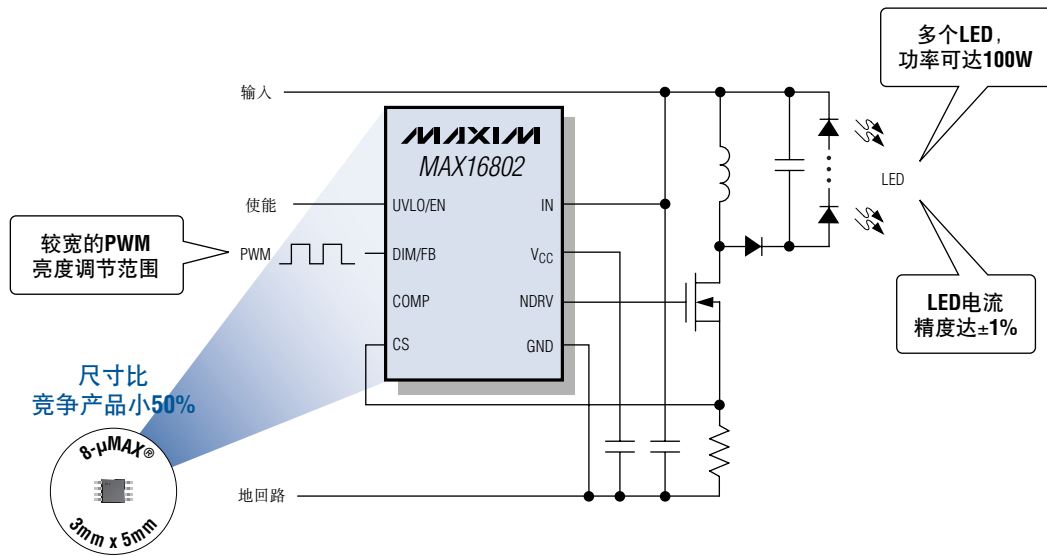 多个LED，
功率可达100W
输入
MAXIM
MAX16802
LED
使能
UVLO/EN
IN
较宽的PWM
亮度调节范围
PWM
DIM/FB
VCC
COMP
NDRV
LED电流
精度达±1%
CS
GND
尺寸比
竞争产品小50%
8-µMAX®
3mm x 5mm
地回路